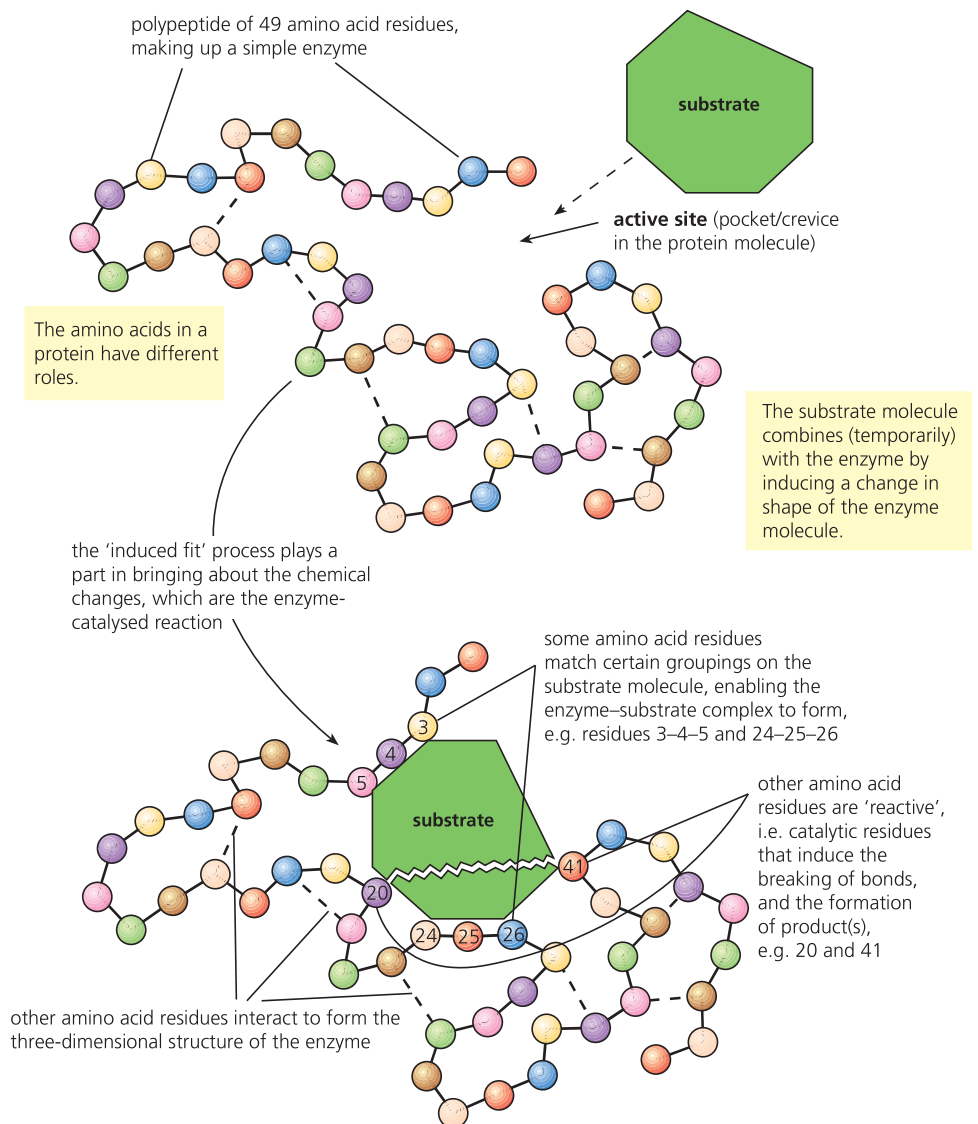 polypeptide of 49 amino acid residues,
making up a simple enzyme
substrate
active site (pocket/crevice
in the protein molecule)
The amino acids in a
protein have different
roles.
The substrate molecule
combines (temporarily)
with the enzyme by
inducing a change in
shape of the enzyme
molecule.
the ‘induced fit’ process plays a
part in bringing about the chemical
changes, which are the enzyme-
catalysed reaction
some amino acid residues
match certain groupings on the
substrate molecule, enabling the
enzyme–substrate complex to form,
e.g. residues 3–4–5 and 24–25–26
3
4
5
other amino acid
residues are ‘reactive’,
i.e. catalytic residues
that induce the
breaking of bonds,
and the formation
of product(s),
e.g. 20 and 41
substrate
41
20
24
25
26
other amino acid residues interact to form the
three-dimensional structure of the enzyme